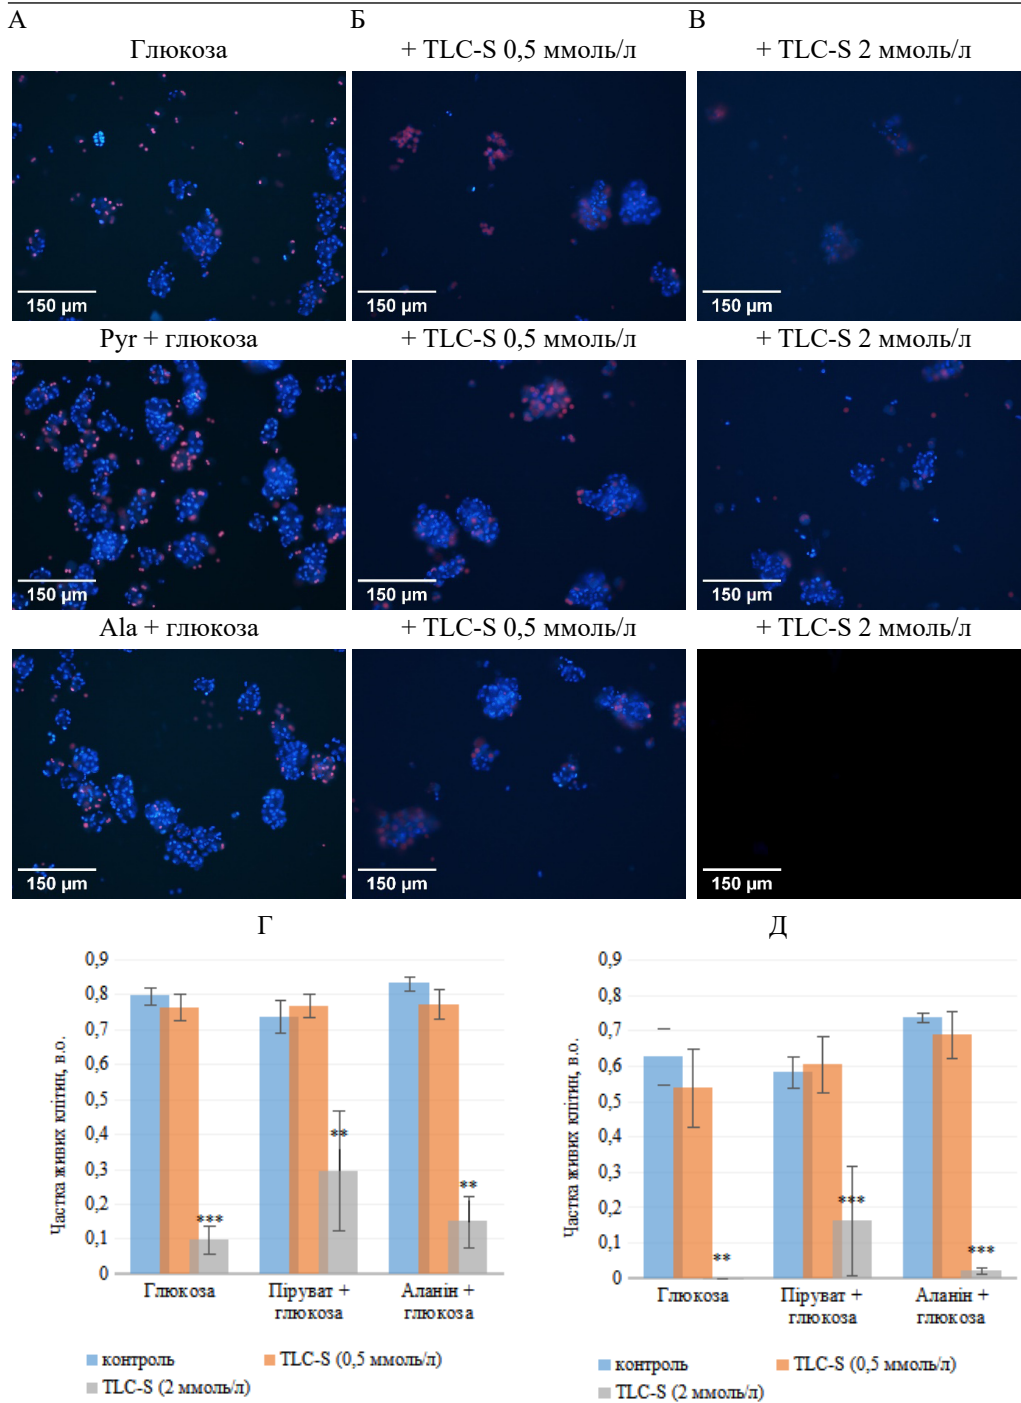 А Б В
Глюкоза + TLC-S 0,5 ммоль/л + TLC-S 2 ммоль/л
150 µm 150 µm 150 µm
Pyr + глюкоза + TLC-S 0,5 ммоль/л + TLC-S 2 ммоль/л
150 µm 150 µm 150 µm
Ala + глюкоза + TLC-S 0,5 ммоль/л + TLC-S 2 ммоль/л
150 µm 150 µm 150 µm
Г
Частка живих клітин, в.о.
0,9
0,8
0,7
0,6
0,5
0,4
0,3
0,2
0,1
0
***
**
**
Глюкоза Піруват + Аланін +
глюкоза глюкоза
контроль TLC-S (0,5 ммоль/л)
TLC-S (2 ммоль/л)
Д
Частка живих клітин, в.о.
0,9
0,8
0,7
0,6
0,5
0,4
0,3
0,2
0,1
0
**
***
***
Глюкоза Піруват + Аланін +
глюкоза глюкоза
контроль TLC-S (0,5 ммоль/л)
TLC-S (2 ммоль/л)